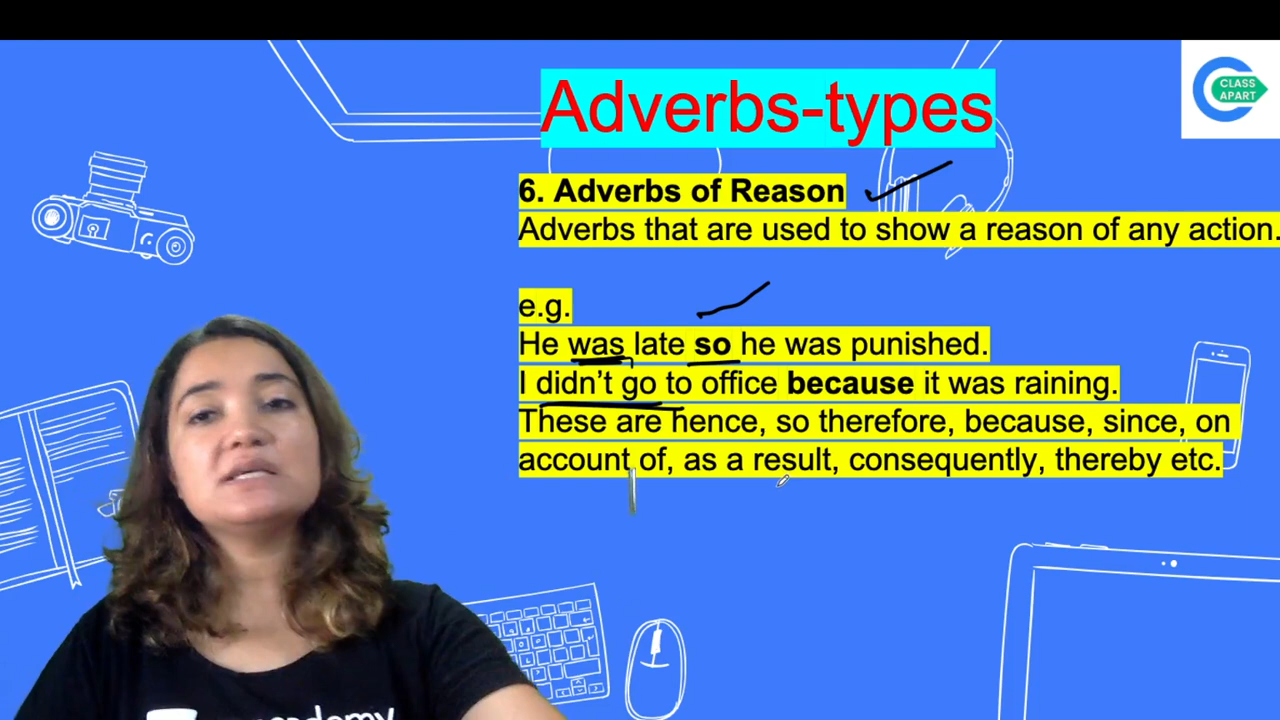 Adverbs-types
CLASS
APART
6. Adverbs of Reason
Adverbs that are used to show a reason of any action.
e.g.
He was late so he was punished.
I didn't go to office because it was raining.
These are hence, so therefore, because, since, on
account of, as a result, consequently, thereby etc.